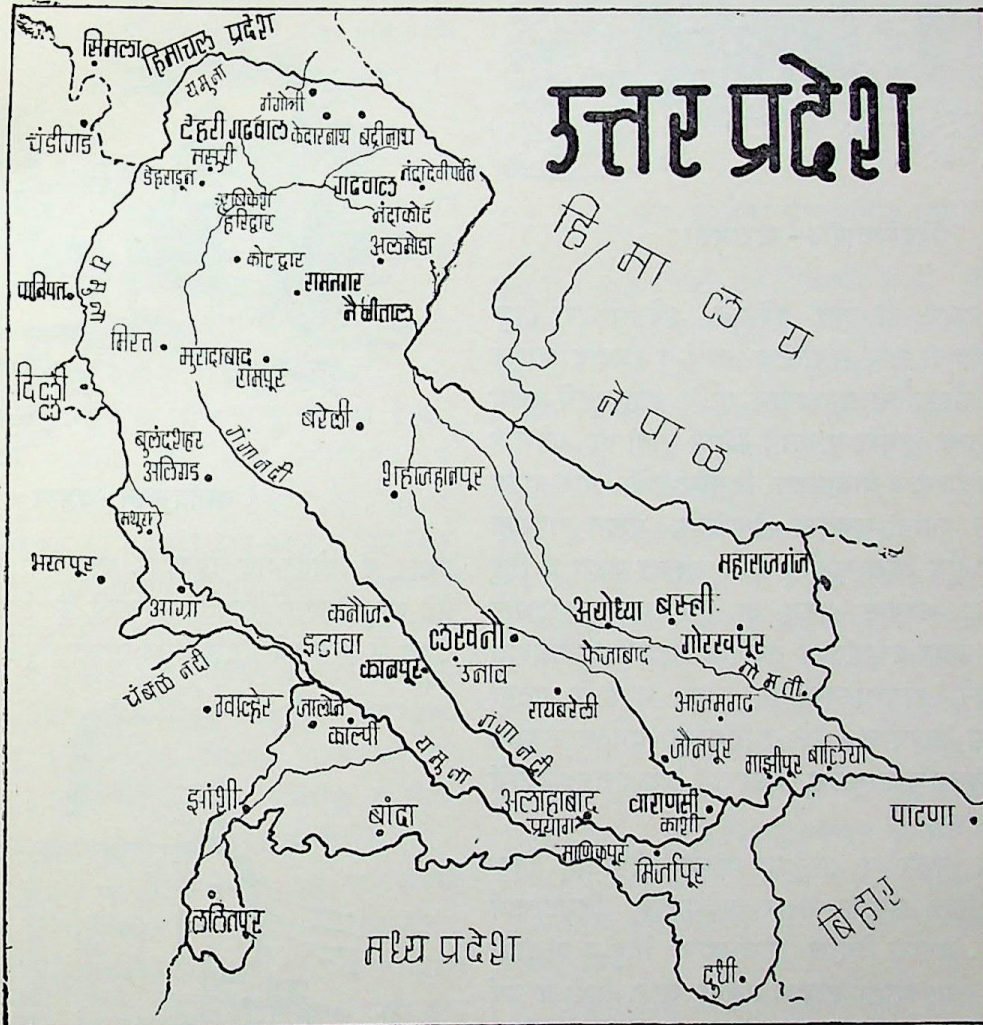 उत्तर प्रदेश
सिमला
हिमाचल प्रदेश
यमुना
चंडीगड
गंगोत्री
टेहरी गढवाल
केदारनाथ
बद्रीनाथ
मसुरी
डेहराडून
गढवाल
नंदादेवी पर्वत
ऋषिकेश
हरिद्वार
नंदाकोट
अलमोडा
कोटद्वार
रामनगर
नैनीताल
हिमालय
पानिपत
यमुना
मिरत
मुरादाबाद
रामपूर
दिल्ली
नेपाळ
बरेली
बुलंदशहर
अलिगड
गंगा नदी
शहाजहानपूर
मथुरा
भरतपूर
महाराजगंज
आग्रा
कनौज
इटावा
लखनौ
अयोध्या
बस्ती
गोरखपूर
फैजाबाद
कानपूर
उनाव
गोमती
चंबळ नदी
ग्वाल्हेर
जालौन
काल्पी
रायबरेली
आजमगढ
यमुना
गंगा नदी
जौनपूर
गाझीपूर
बालिया
झांशी
बांदा
अलाहाबाद
प्रयाग
वाराणसी
काशी
पाटणा
माणिकपूर
मिर्जापूर
ललितपूर
मध्य प्रदेश
बिहार
दुधी